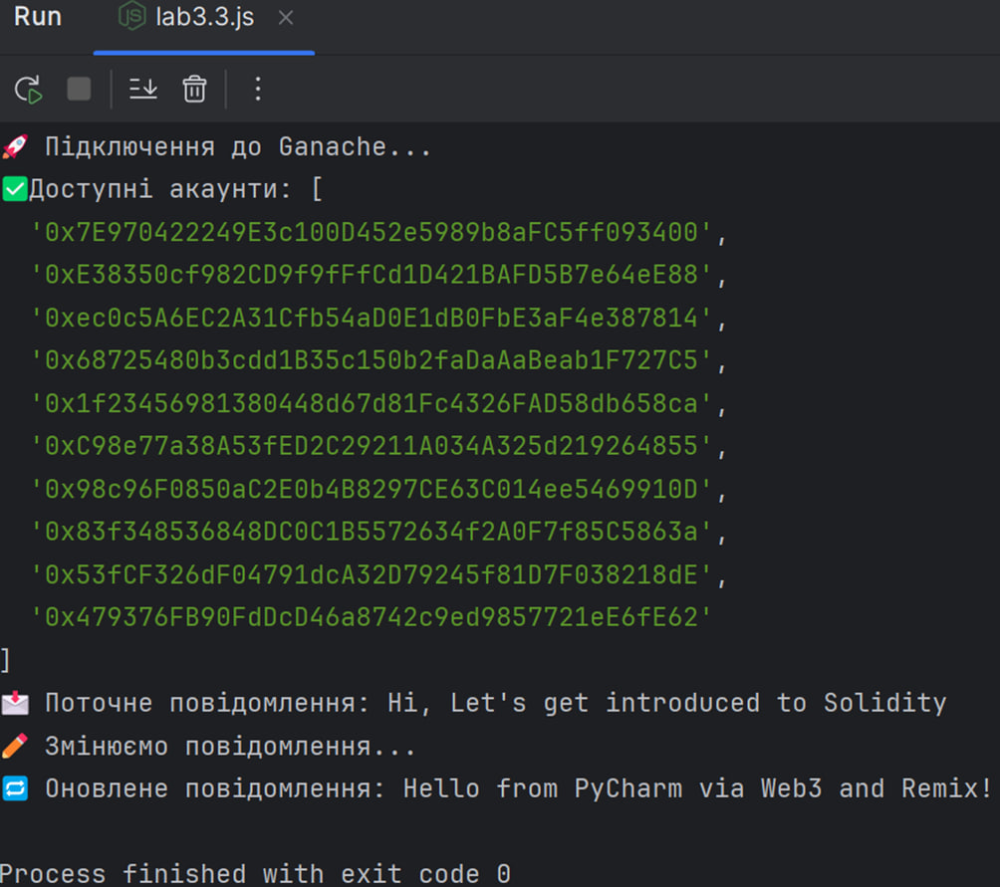 Run lab3.3.js
🚀 Підключення до Ganache...
✅Доступні акаунти: [
'0x7E970422249E3c100D452e5989b8aFC5ff093400',
'0xE38350cf982CD9f9fFfCd1D421BAFD5B7e64eE88',
'0xec0c5A6EC2A31Cfb54aD0E1dB0FbE3aF4e387814',
'0x68725480b3cdd1B35c150b2faDaAaBeab1F727C5',
'0x1f23456981380448d67d81Fc4326FAD58db658ca',
'0xC98e77a38A53fED2C29211A034A325d219264855',
'0x98c96F0850aC2E0b4B8297CE63C014ee5469910D',
'0x83f348536848DC0C1B5572634f2A0F7f85C5863a',
'0x53fCF326dF04791dcA32D79245f81D7F038218dE',
'0x479376FB90FdDcD46a8742c9ed9857721eE6fE62'
]
📩 Поточне повідомлення: Hi, Let's get introduced to Solidity
✏️ Змінюємо повідомлення...
🔁 Оновлене повідомлення: Hello from PyCharm via Web3 and Remix!
Process finished with exit code 0